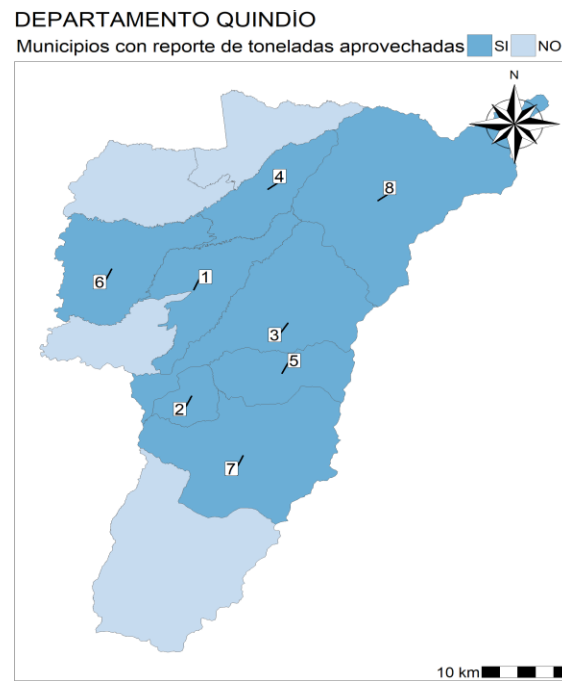 DEPARTAMENTO QUINDÍO
Municipios con reporte de toneladas aprovechadas SI NO
N
4
8
1
6
3
5
2
7
10 km